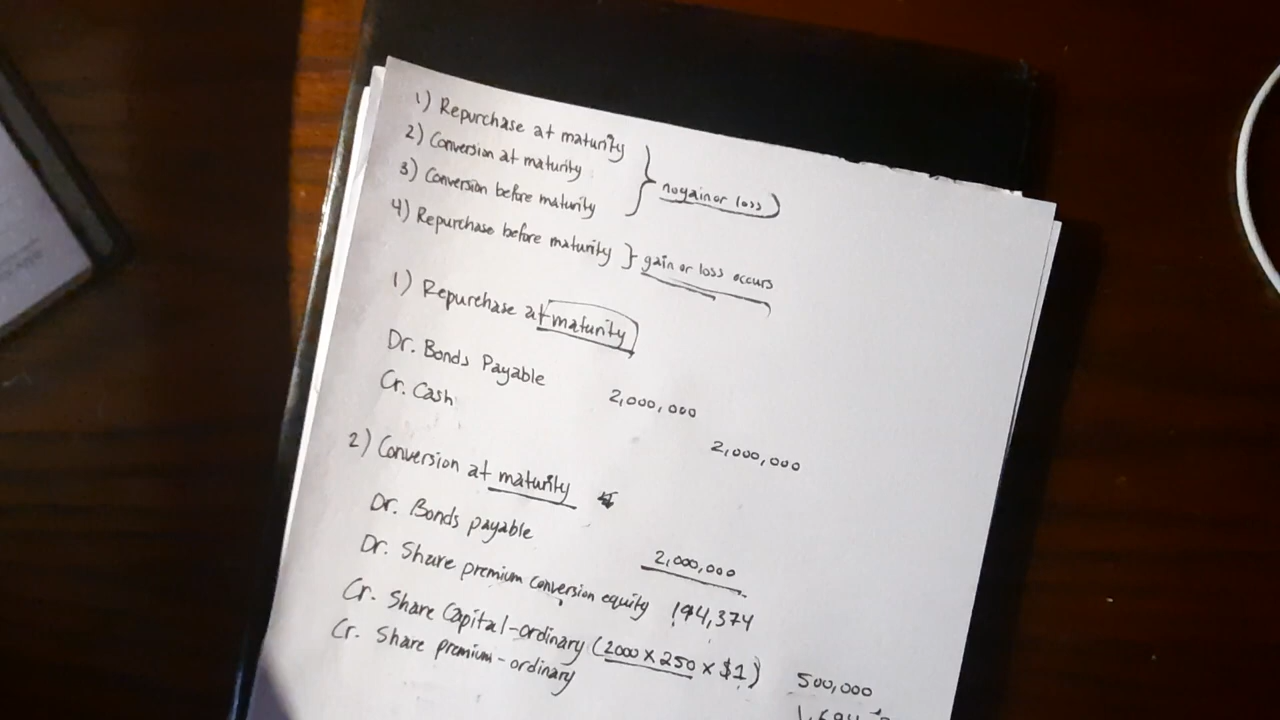 1) Repurchase at maturity
2) Conversion at maturity
3) Conversion before maturity
no gain or loss
4) Repurchase before maturity } gain or loss occurs
1) Repurchase at maturity
Dr. Bonds Payable 2,000,000
Cr. Cash 2,000,000
2) Conversion at maturity
Dr. Bonds payable 2,000,000
Dr. Share premium conversion equity 194,374
Cr. Share Capital-ordinary (2000 x 250 x $1) 500,000
Cr. Share premium-ordinary